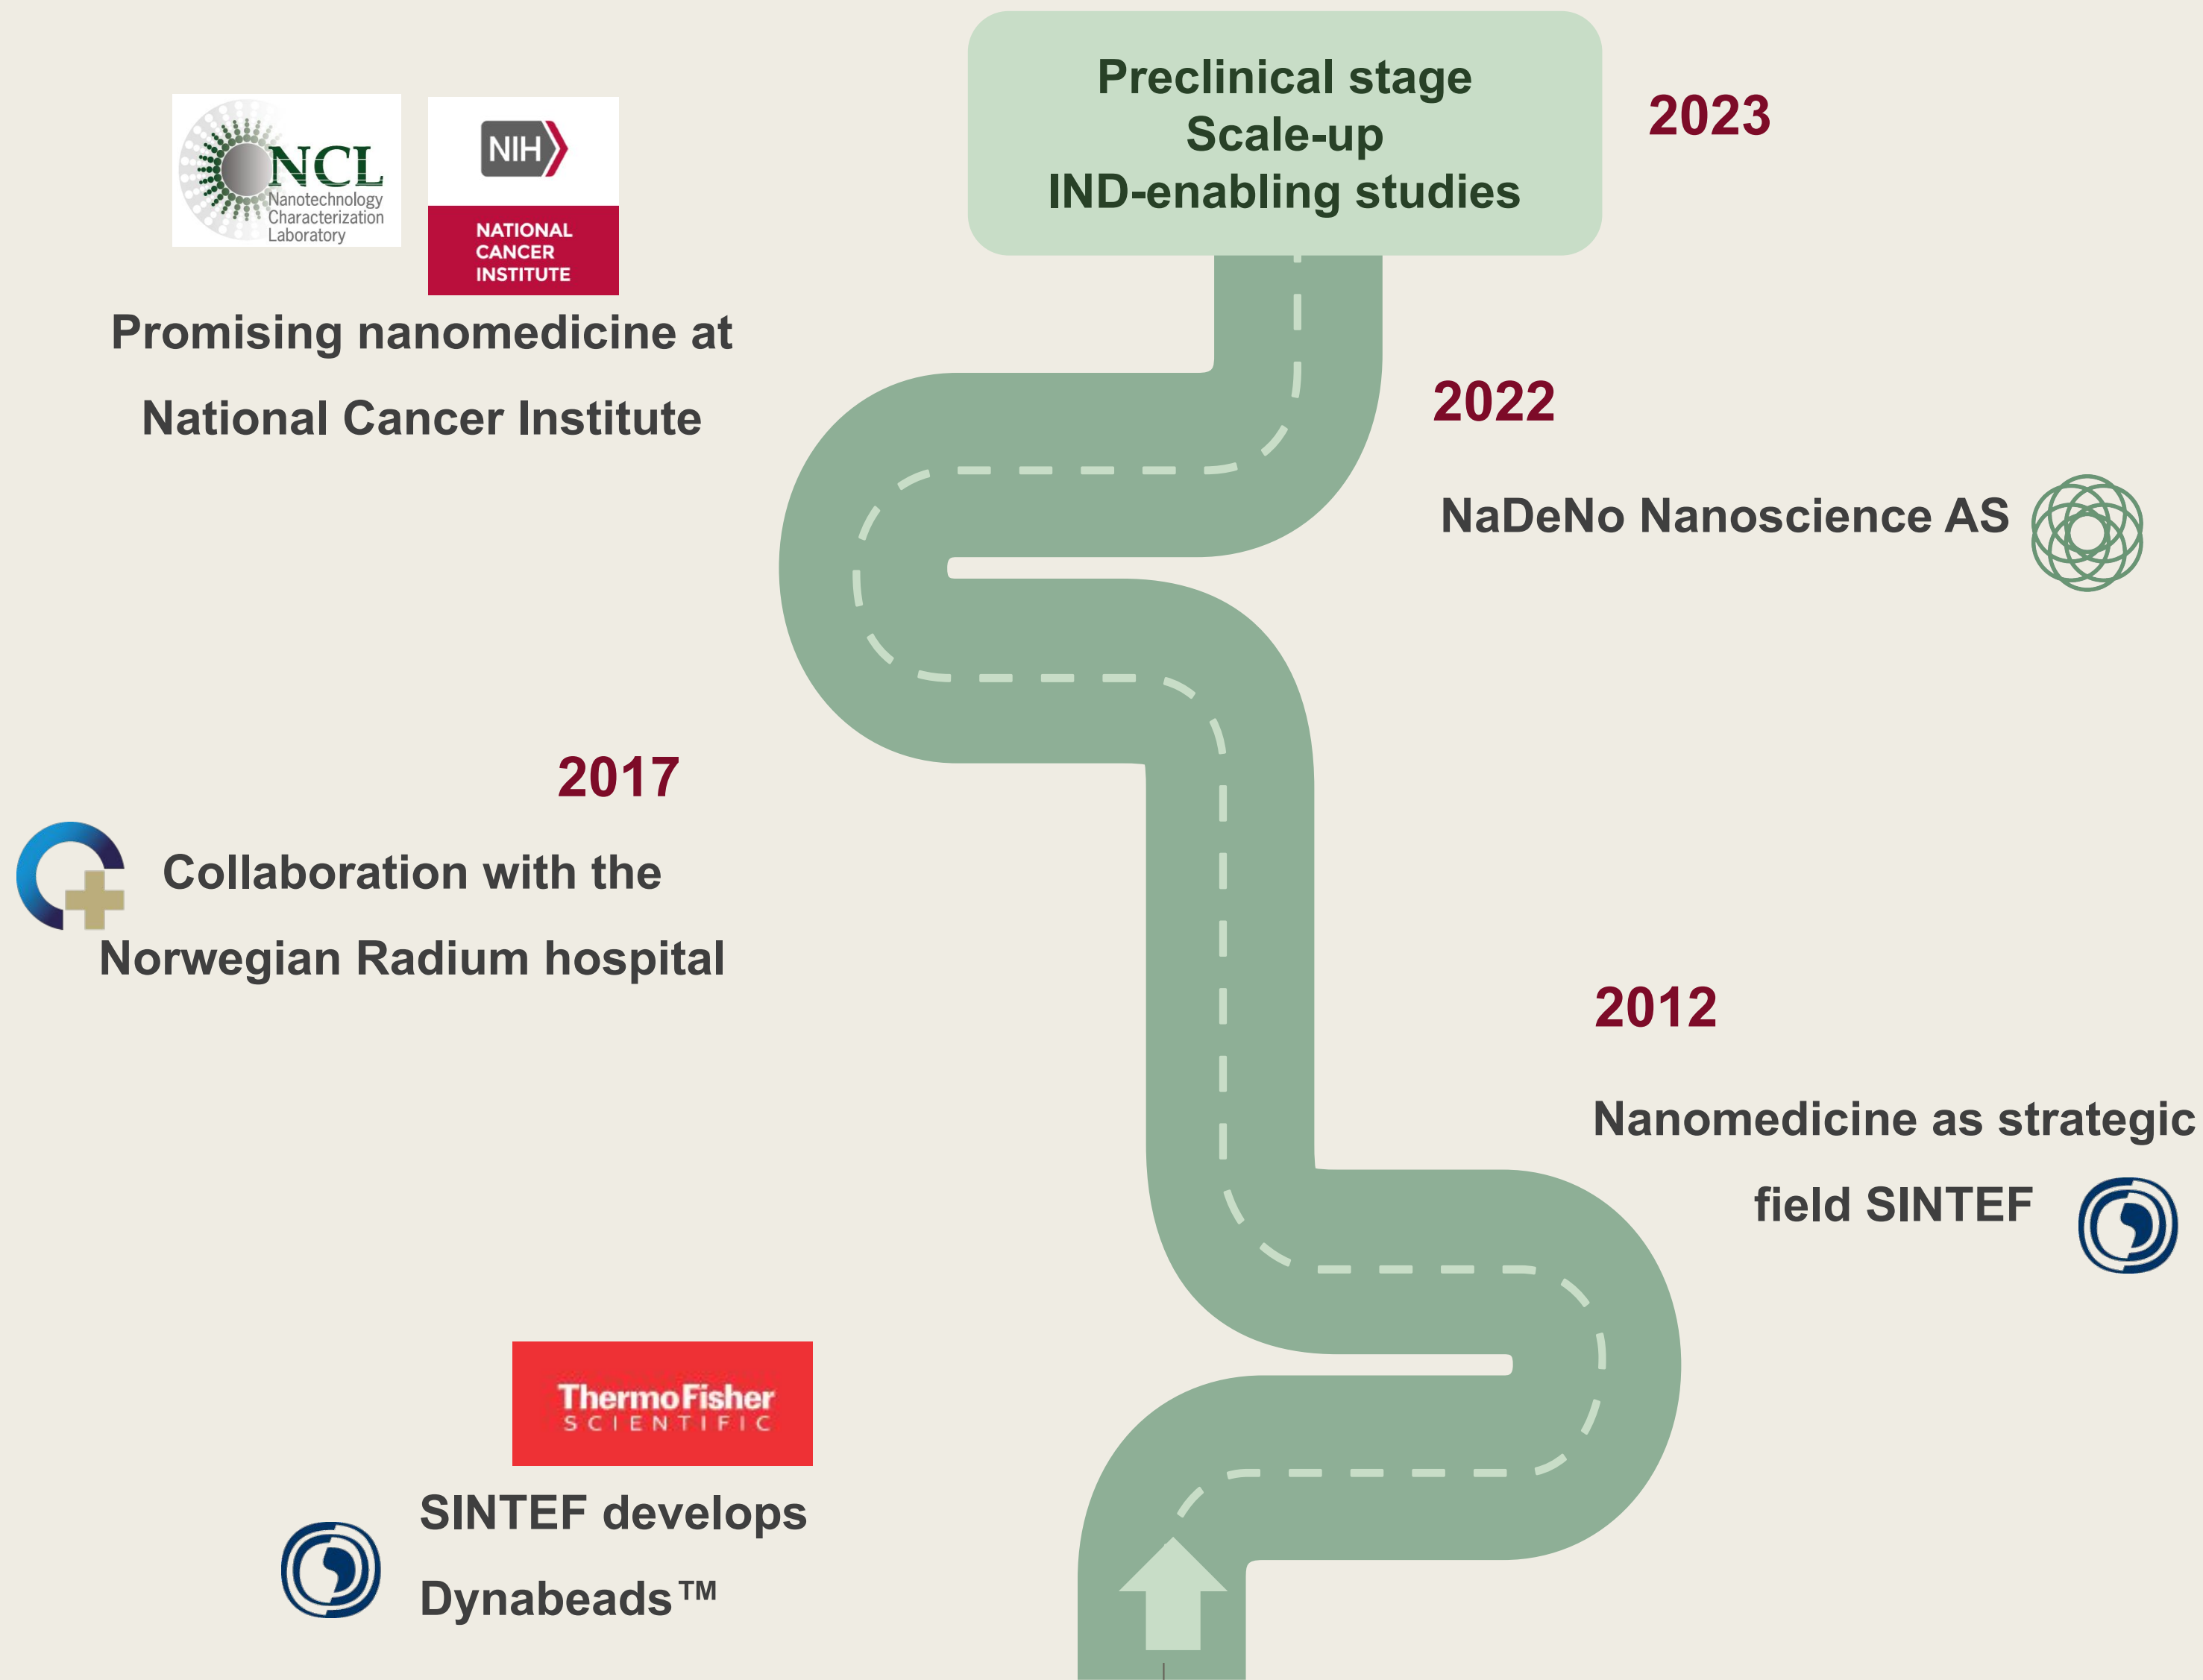 Preclinical stage
Scale-up
IND-enabling studies
2023
NCL
Nanotechnology
Characterization
Laboratory
NIH
NATIONAL
CANCER
INSTITUTE
Promising nanomedicine at
National Cancer Institute
2022
NaDeNo Nanoscience AS
2017
Collaboration with the
Norwegian Radium hospital
2012
Nanomedicine as strategic
field SINTEF
ThermoFisher
SCIENTIFIC
SINTEF develops
Dynabeads™